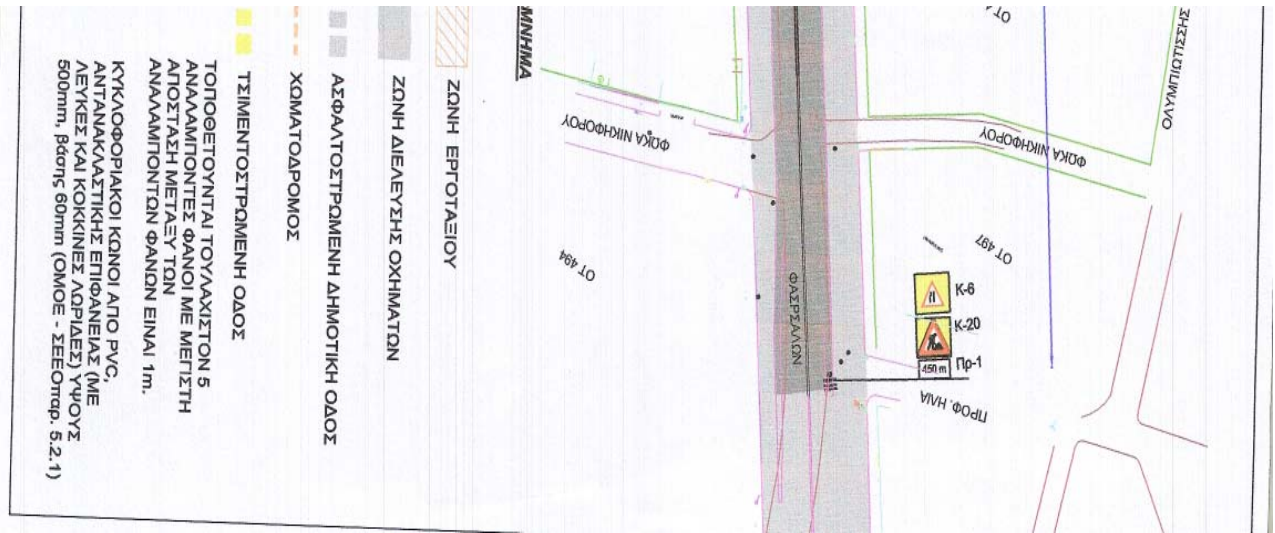 ΜΝΗΜΑ
ΖΩΝΗ ΕΡΓΟΤΑΞΙΟΥ
ΖΩΝΗ ΔΙΕΛΕΥΣΗΣ ΟΧΗΜΑΤΩΝ
ΑΣΦΑΛΤΟΣΤΡΩΜΕΝΗ ΔΗΜΟΤΙΚΗ ΟΔΟΣ
ΧΩΜΑΤΟΔΡΟΜΟΣ
ΤΣΙΜΕΝΤΟΣΤΡΩΜΕΝΗ ΟΔΟΣ
ΤΟΠΟΘΕΤΟΥΝΤΑΙ ΤΟΥΛΑΧΙΣΤΟΝ 5
ΑΝΑΛΑΜΠΟΝΤΕΣ ΦΑΝΟΙ ΜΕ ΜΕΓΙΣΤΗ
ΑΠΟΣΤΑΣΗ ΜΕΤΑΞΥ ΤΩΝ
ΑΝΑΛΑΜΠΟΝΤΩΝ ΦΑΝΩΝ ΕΙΝΑΙ 1m.
ΚΥΚΛΟΦΟΡΙΑΚΟΙ ΚΩΝΟΙ ΑΠΟ PVC,
ΑΝΤΑΝΑΚΛΑΣΤΙΚΗΣ ΕΠΙΦΑΝΕΙΑΣ (ΜΕ
ΛΕΥΚΕΣ ΚΑΙ ΚΟΚΚΙΝΕΣ ΛΩΡΙΔΕΣ) ΥΨΟΥΣ
500mm, βάσης 60mm (ΟΜΟΕ - ΣΕΕΟπαρ. 5.2.1)
ΦΩΚΑ ΝΙΚΗΦΟΡΟΥ
ΟΤ 494
ΦΑΣΡΣΑΛΩΝ
ΟΤ
ΟΛΥΜΠΙΩΤΙΣΣΗΣ
ΦΩΚΑ ΝΙΚΗΦΟΡΟΥ
ΟΤ 497
Κ-6
Κ-20
Πρ-1
450 m
ΠΡΟΦ. ΗΛΙΑ